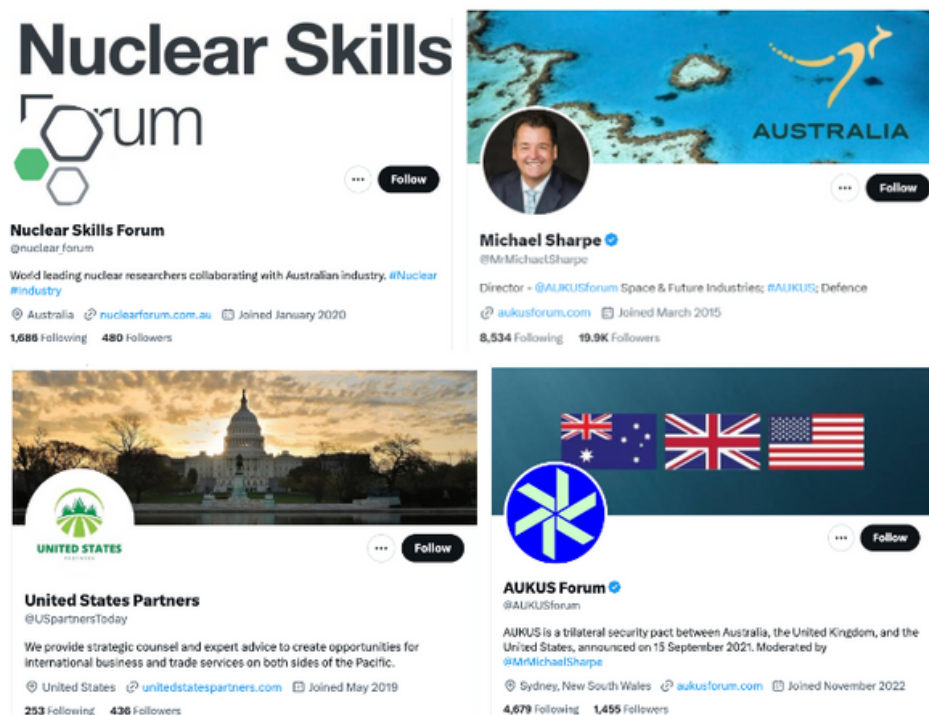 Nuclear Skills
Forum
··· Follow
Nuclear Skills Forum
@nuclear_forum
World leading nuclear researchers collaborating with Australian industry. #Nuclear
#Industry
Australia nuclearforum.com.au Joined January 2020
1,686 Following 480 Followers
AUSTRALIA
··· Follow
Michael Sharpe
@MrMichaelSharpe
Director - @AUKUSforum Space & Future Industries; #AUKUS; Defence
aukusforum.com Joined March 2015
8,534 Following 19.9K Followers
UNITED STATES
PARTNERS
··· Follow
United States Partners
@USpartnersToday
We provide strategic counsel and expert advice to create opportunities for
international business and trade services on both sides of the Pacific.
United States unitedstatespartners.com Joined May 2019
253 Following 436 Followers
··· Follow
AUKUS Forum
@AUKUSforum
AUKUS is a trilateral security pact between Australia, the United Kingdom, and the
United States, announced on 15 September 2021. Moderated by
@MrMichaelSharpe
Sydney, New South Wales aukusforum.com Joined November 2022
4,679 Following 1,455 Followers